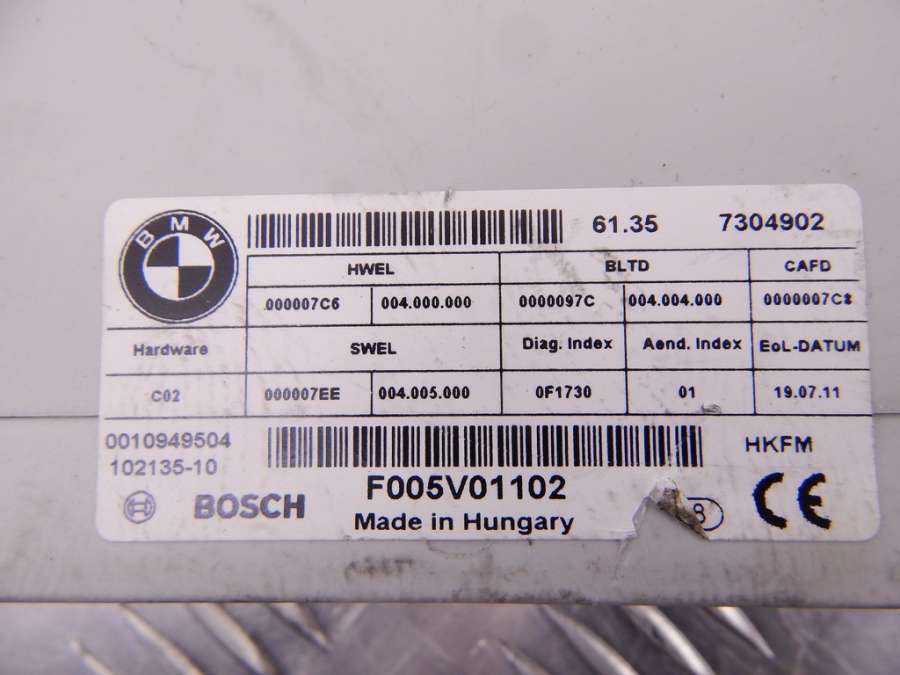 BMW
61.35 7304902
HWEL BLTD CAFD
000007C6 004.000.000 0000097C 004.004.000 0000007C2
Hardware SWEL Diag. Index Aend. Index EoL-DATUM
C02 000007EE 004.005.000 0F1730 01 19.07.11
0010949504 HKFM
102135-10
BOSCH F005V01102 8 CE
Made in Hungary